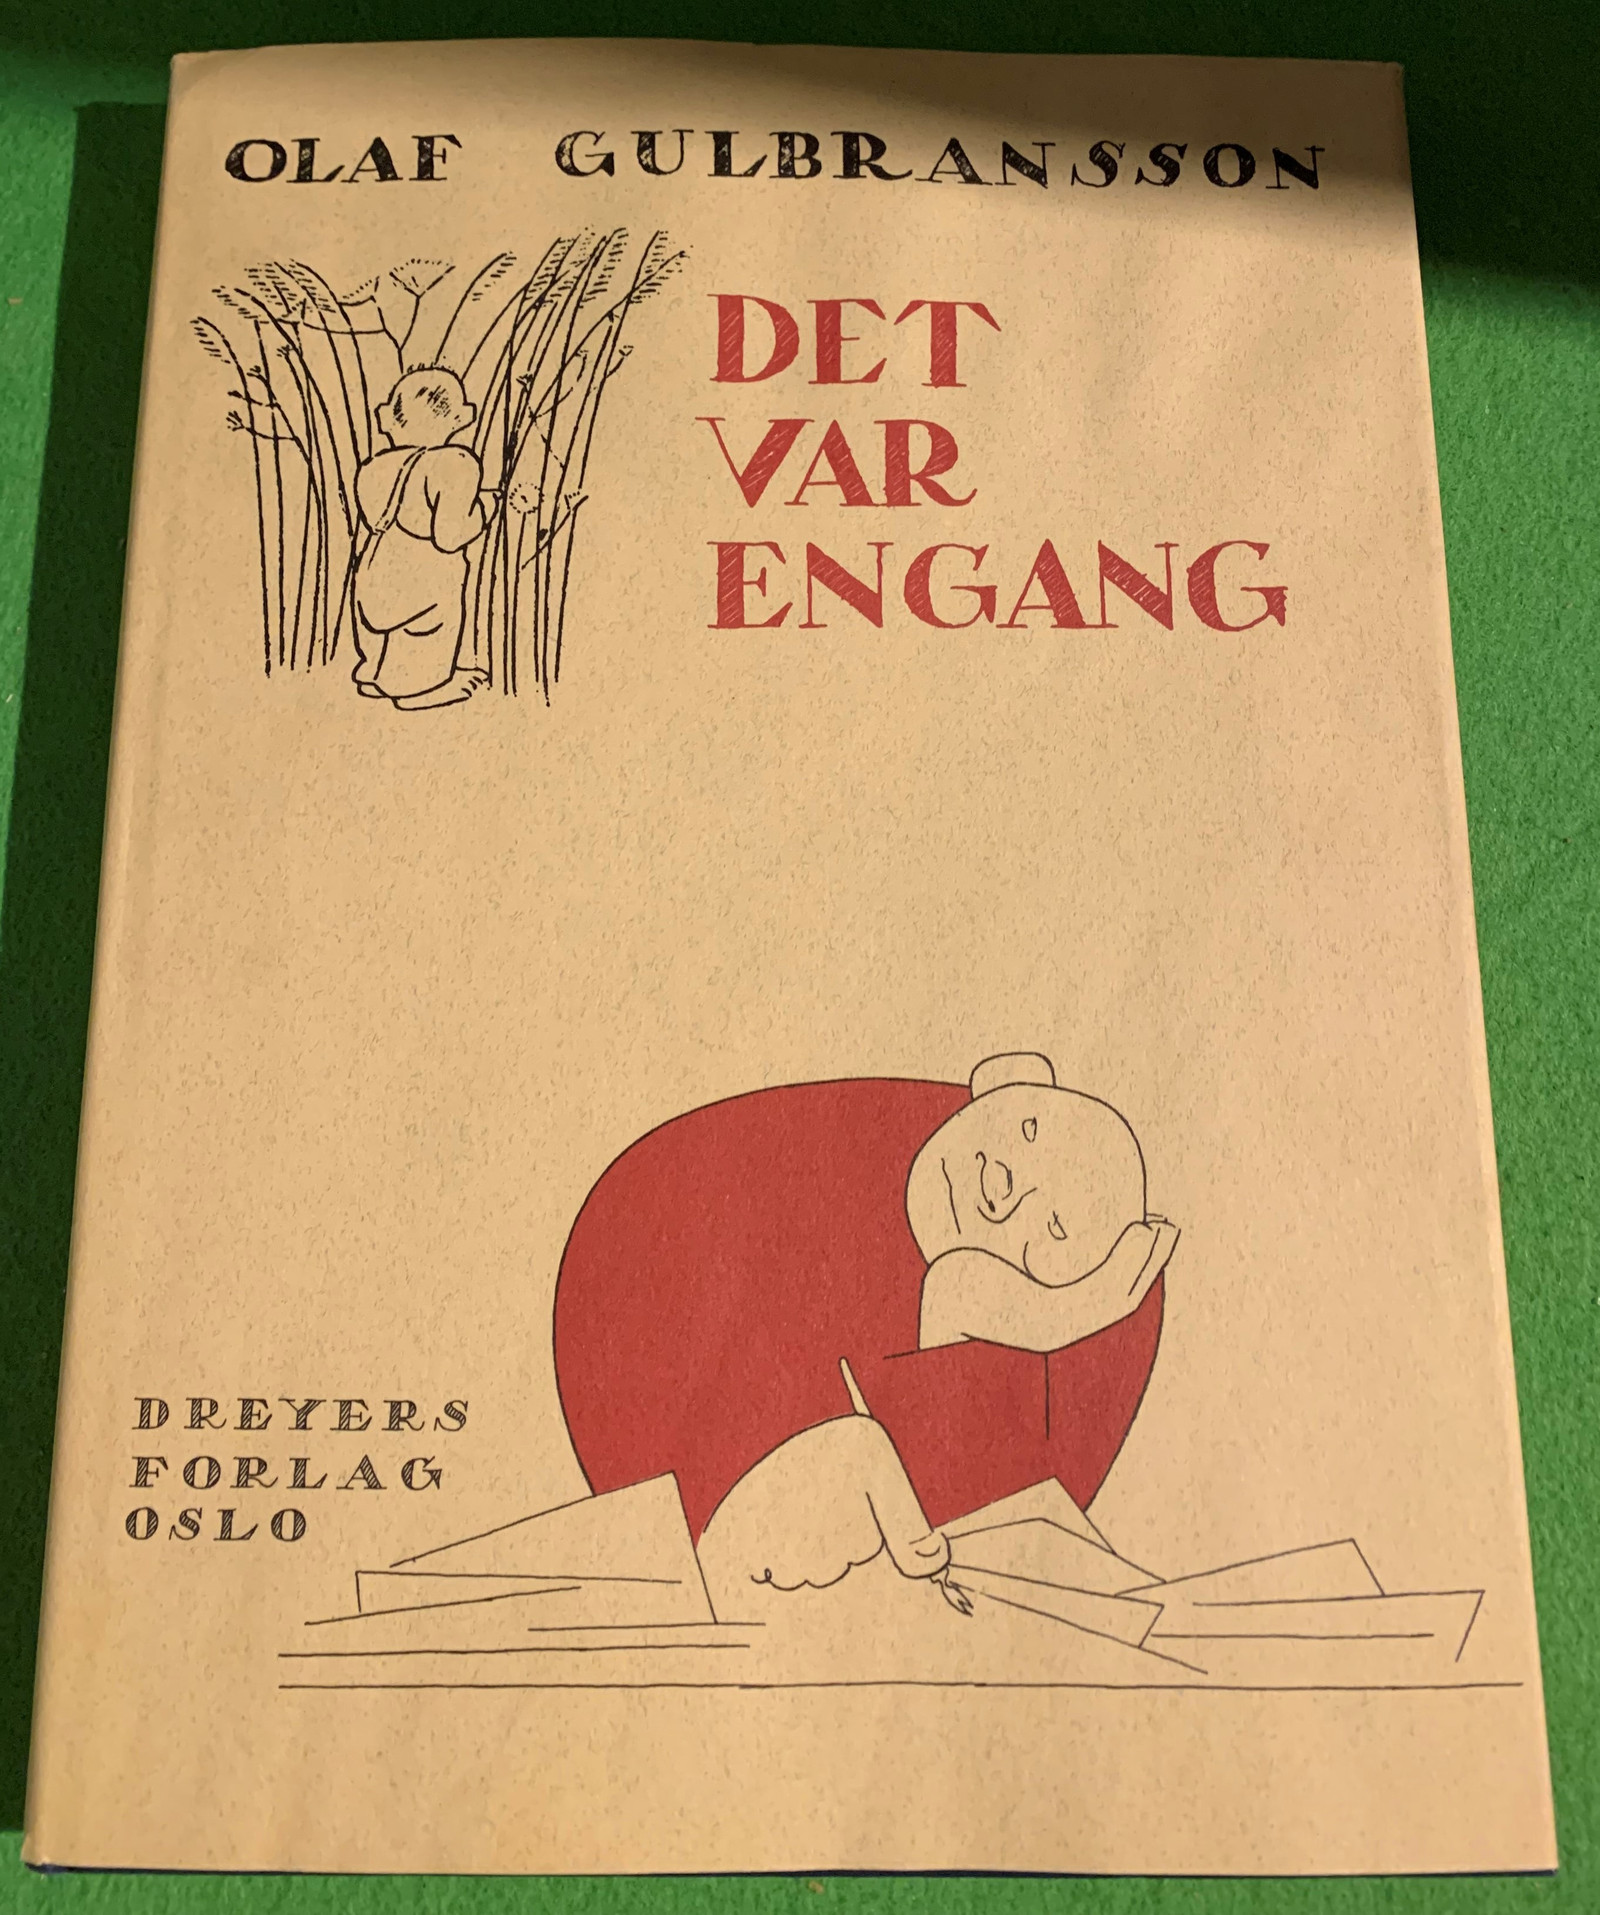 OLAF GULBRANSSON
DET
VAR
ENGANG
DREYERS
FORLAG
OSLO